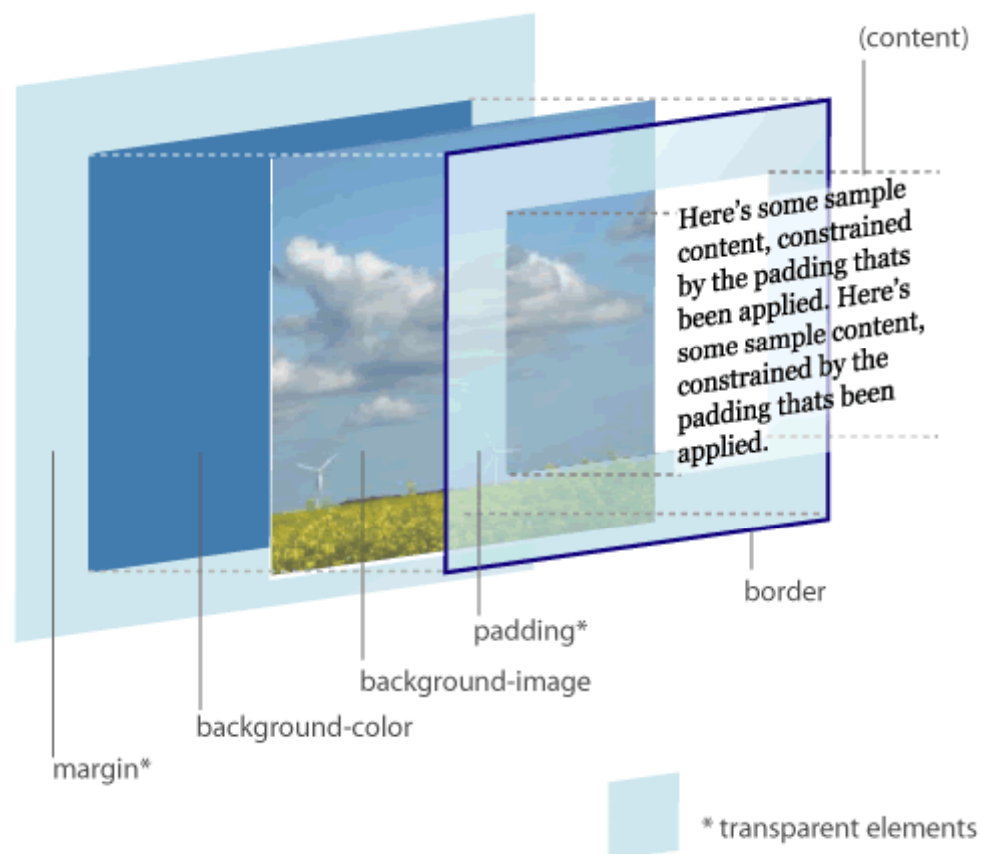 (content)
Here's some sample
content, constrained
by the padding thats
been applied. Here's
some sample content,
constrained by the
padding thats been
applied.
border
padding*
background-image
background-color
margin*
* transparent elements